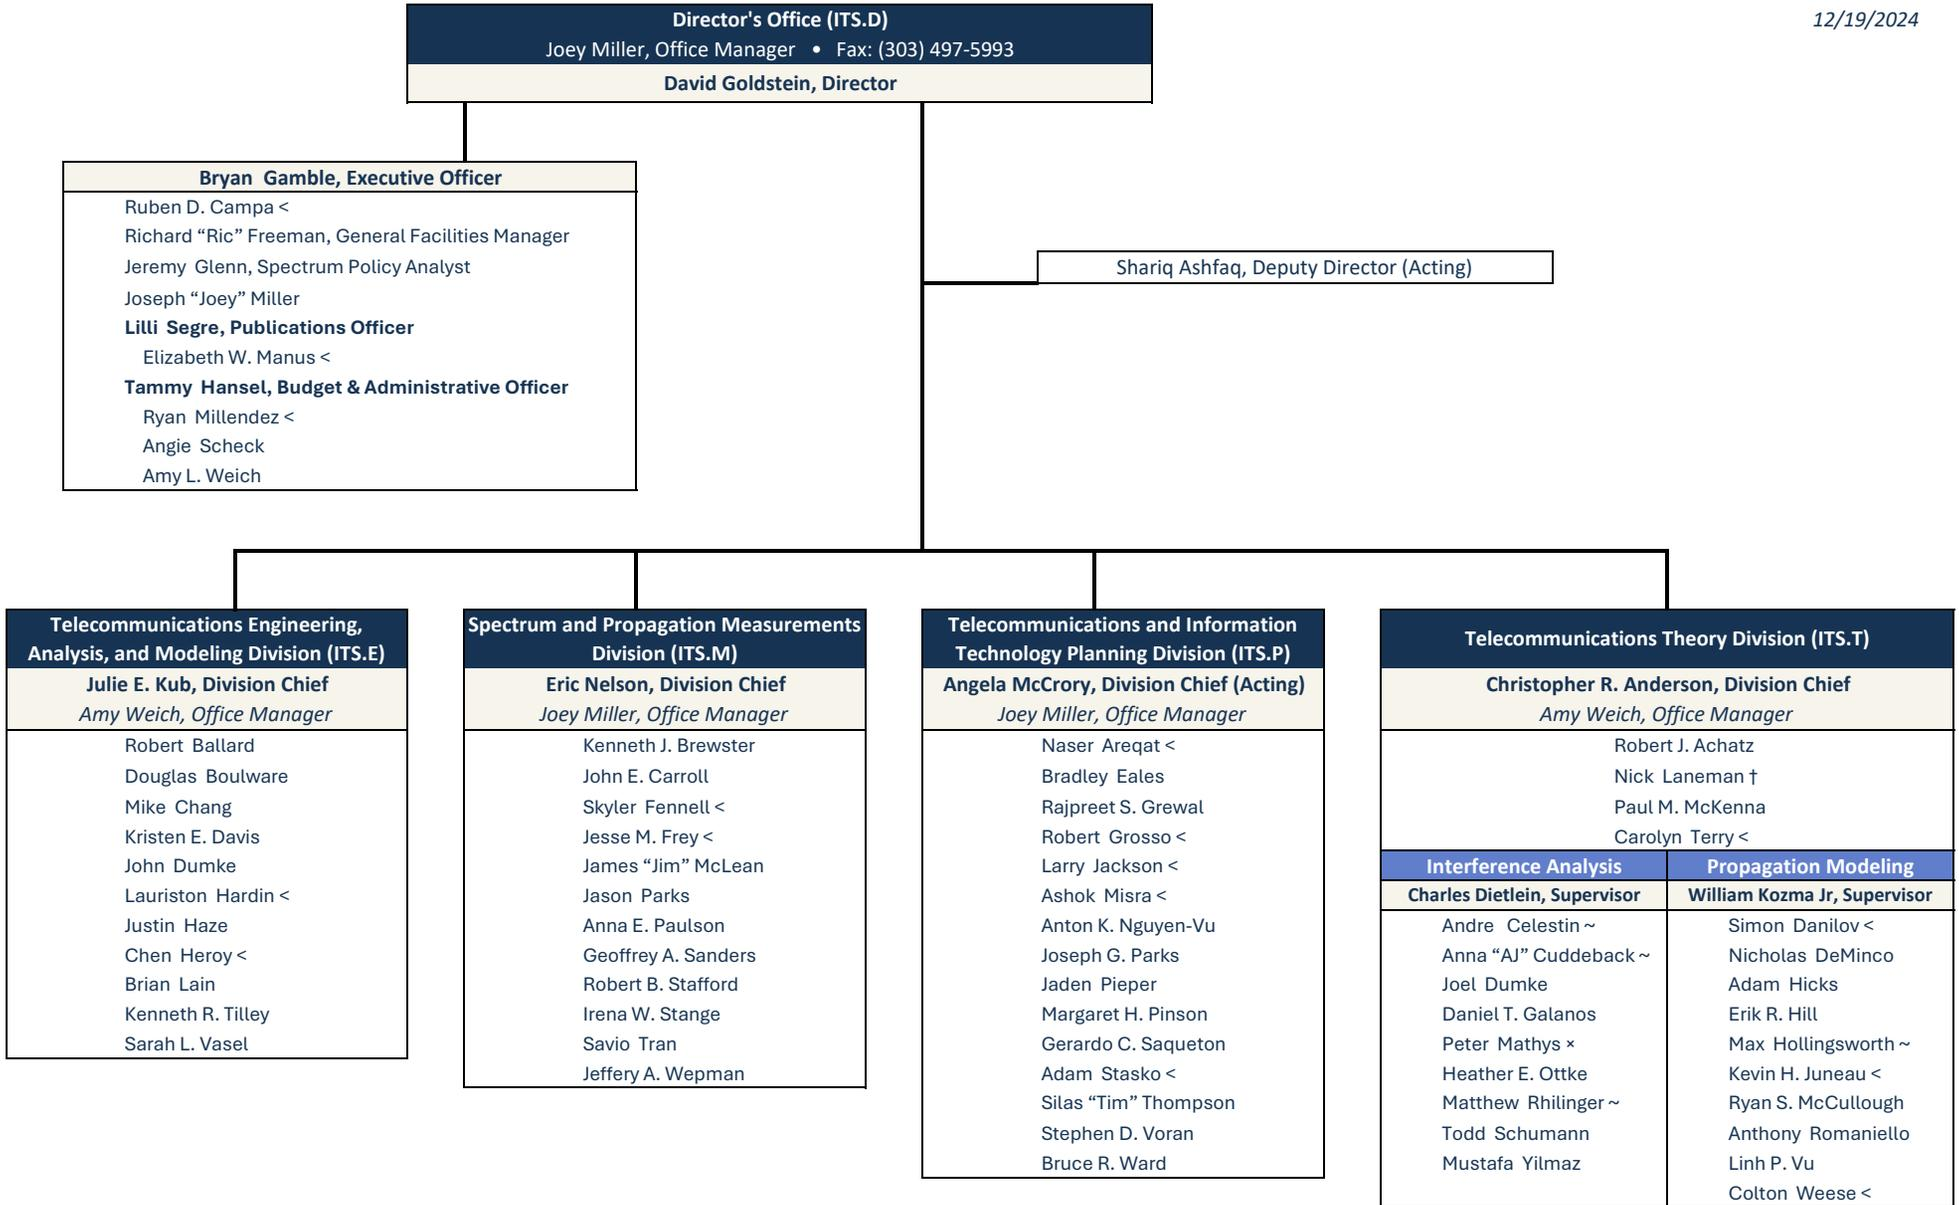 Director's Office (ITS.D)
12/19/2024
Joey Miller, Office Manager • Fax: (303) 497-5993
David Goldstein, Director
Bryan Gamble, Executive Officer
Ruben D. Campa <
Richard “Ric” Freeman, General Facilities Manager
Jeremy Glenn, Spectrum Policy Analyst
Joseph “Joey” Miller
Lilli Segre, Publications Officer
Elizabeth W. Manus <
Tammy Hansel, Budget & Administrative Officer
Ryan Millendez <
Angie Scheck
Amy L. Weich
Shariq Ashfaq, Deputy Director (Acting)
Telecommunications Engineering,
Analysis, and Modeling Division (ITS.E)
Julie E. Kub, Division Chief
Amy Weich, Office Manager
Robert Ballard
Douglas Boulware
Mike Chang
Kristen E. Davis
John Dumke
Lauriston Hardin <
Justin Haze
Chen Heroy <
Brian Lain
Kenneth R. Tilley
Sarah L. Vasel
Spectrum and Propagation Measurements
Division (ITS.M)
Eric Nelson, Division Chief
Joey Miller, Office Manager
Kenneth J. Brewster
John E. Carroll
Skyler Fennell <
Jesse M. Frey <
James “Jim” McLean
Jason Parks
Anna E. Paulson
Geoffrey A. Sanders
Robert B. Stafford
Irena W. Stange
Savio Tran
Jeffery A. Wepman
Telecommunications and Information
Technology Planning Division (ITS.P)
Angela McCrory, Division Chief (Acting)
Joey Miller, Office Manager
Naser Areqat <
Bradley Eales
Rajpreet S. Grewal
Robert Grosso <
Larry Jackson <
Ashok Misra <
Anton K. Nguyen-Vu
Joseph G. Parks
Jaden Pieper
Margaret H. Pinson
Gerardo C. Saqueton
Adam Stasko <
Silas “Tim” Thompson
Stephen D. Voran
Bruce R. Ward
Telecommunications Theory Division (ITS.T)
Christopher R. Anderson, Division Chief
Amy Weich, Office Manager
Robert J. Achatz
Nick Laneman †
Paul M. McKenna
Carolyn Terry <
Interference Analysis
Charles Dietlein, Supervisor
Andre Celestin ~
Anna “AJ” Cuddeback ~
Joel Dumke
Daniel T. Galanos
Peter Mathys ×
Heather E. Ottke
Matthew Rhilinger ~
Todd Schumann
Mustafa Yilmaz
Propagation Modeling
William Kozma Jr, Supervisor
Simon Danilov <
Nicholas DeMinco
Adam Hicks
Erik R. Hill
Max Hollingsworth ~
Kevin H. Juneau <
Ryan S. McCullough
Anthony Romaniello
Linh P. Vu
Colton Weese <